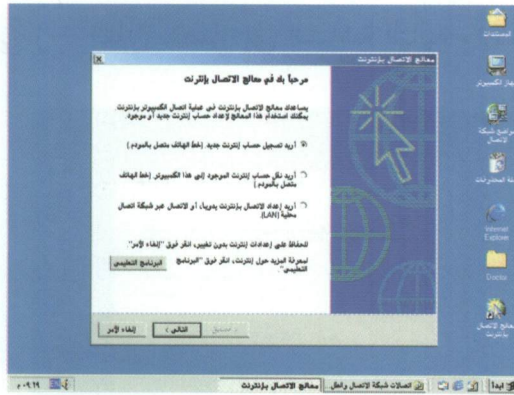 المستندات
جهاز الكمبيوتر
مواضع شبكة
الاتصال
سلة المحذوفات
Internet
Explorer
معالج الاتصال
بإنترنت
معالج الاتصال بإنترنت
مرحباً بك في معالج الاتصال بإنترنت
يساعدك معالج الاتصال بإنترنت في عملية اتصال الكمبيوتر بإنترنت
يمكنك استخدام هذا المعالج لإعداد حساب إنترنت جديد أو موجود.
أريد تسجيل حساب إنترنت جديد. (خط الهاتف متصل بالمودم.)
أريد نقل حساب إنترنت الموجود إلى هذا الكمبيوتر. (خط الهاتف
متصل بالمودم.)
أريد إعداد الاتصال بإنترنت يدوياً، أو الاتصال عبر شبكة اتصال
محلية (LAN).
للحفاظ على إعدادات إنترنت بدون تغيير، انقر فوق "إلغاء الأمر".
لمعرفة المزيد حول إنترنت، انقر فوق "البرنامج
التعليمي".
البرنامج التعليمي
التالي >
إلغاء الأمر
ابدأ
اتصالات شبكة الاتصال
معالج الاتصال بإنترنت